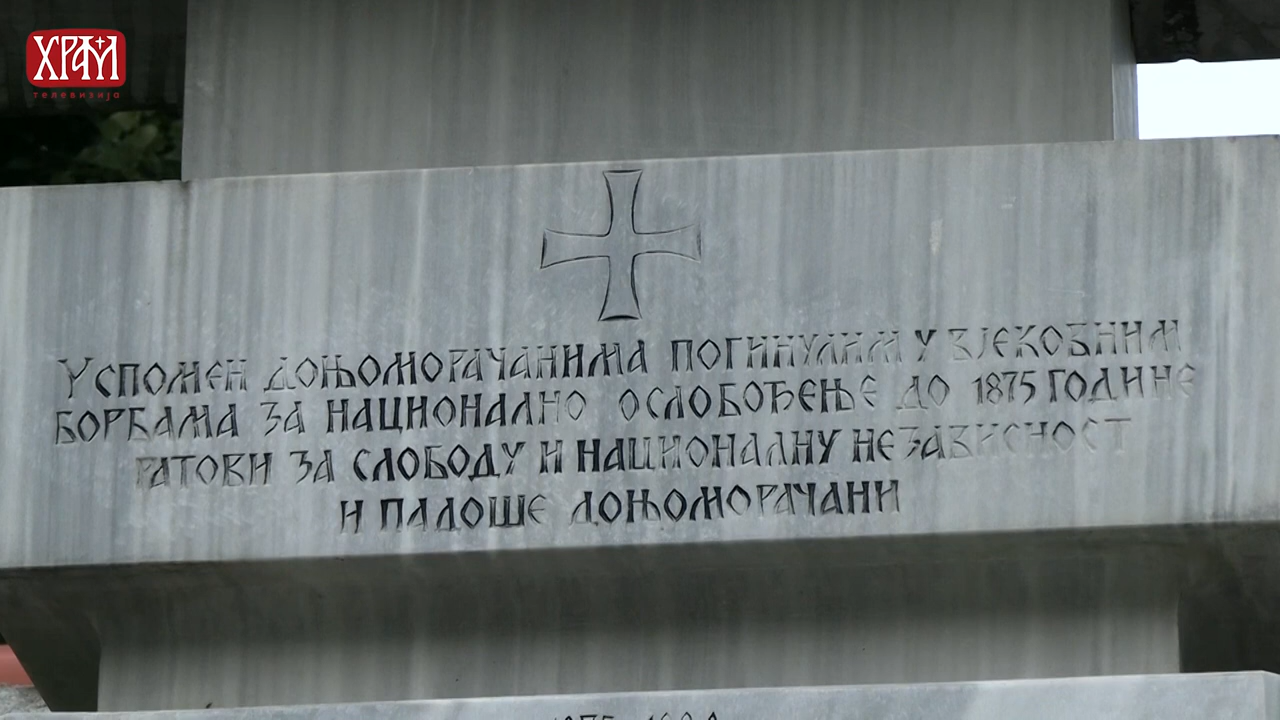 ХРАМ
телевизија
УСПОМЕН ДОЊОМОРАЧАНИМА ПОГИНУЛИМ У ВЈЕКОВНИМ
БОРБАМА ЗА НАЦИОНАЛНО ОСЛОБОЂЕЊЕ ДО 1875 ГОДИНЕ
РАТОВИ ЗА СЛОБОДУ И НАЦИОНАЛНУ НЕЗАВИСНОСТ
И ПАДОШЕ ДОЊОМОРАЧАНИ